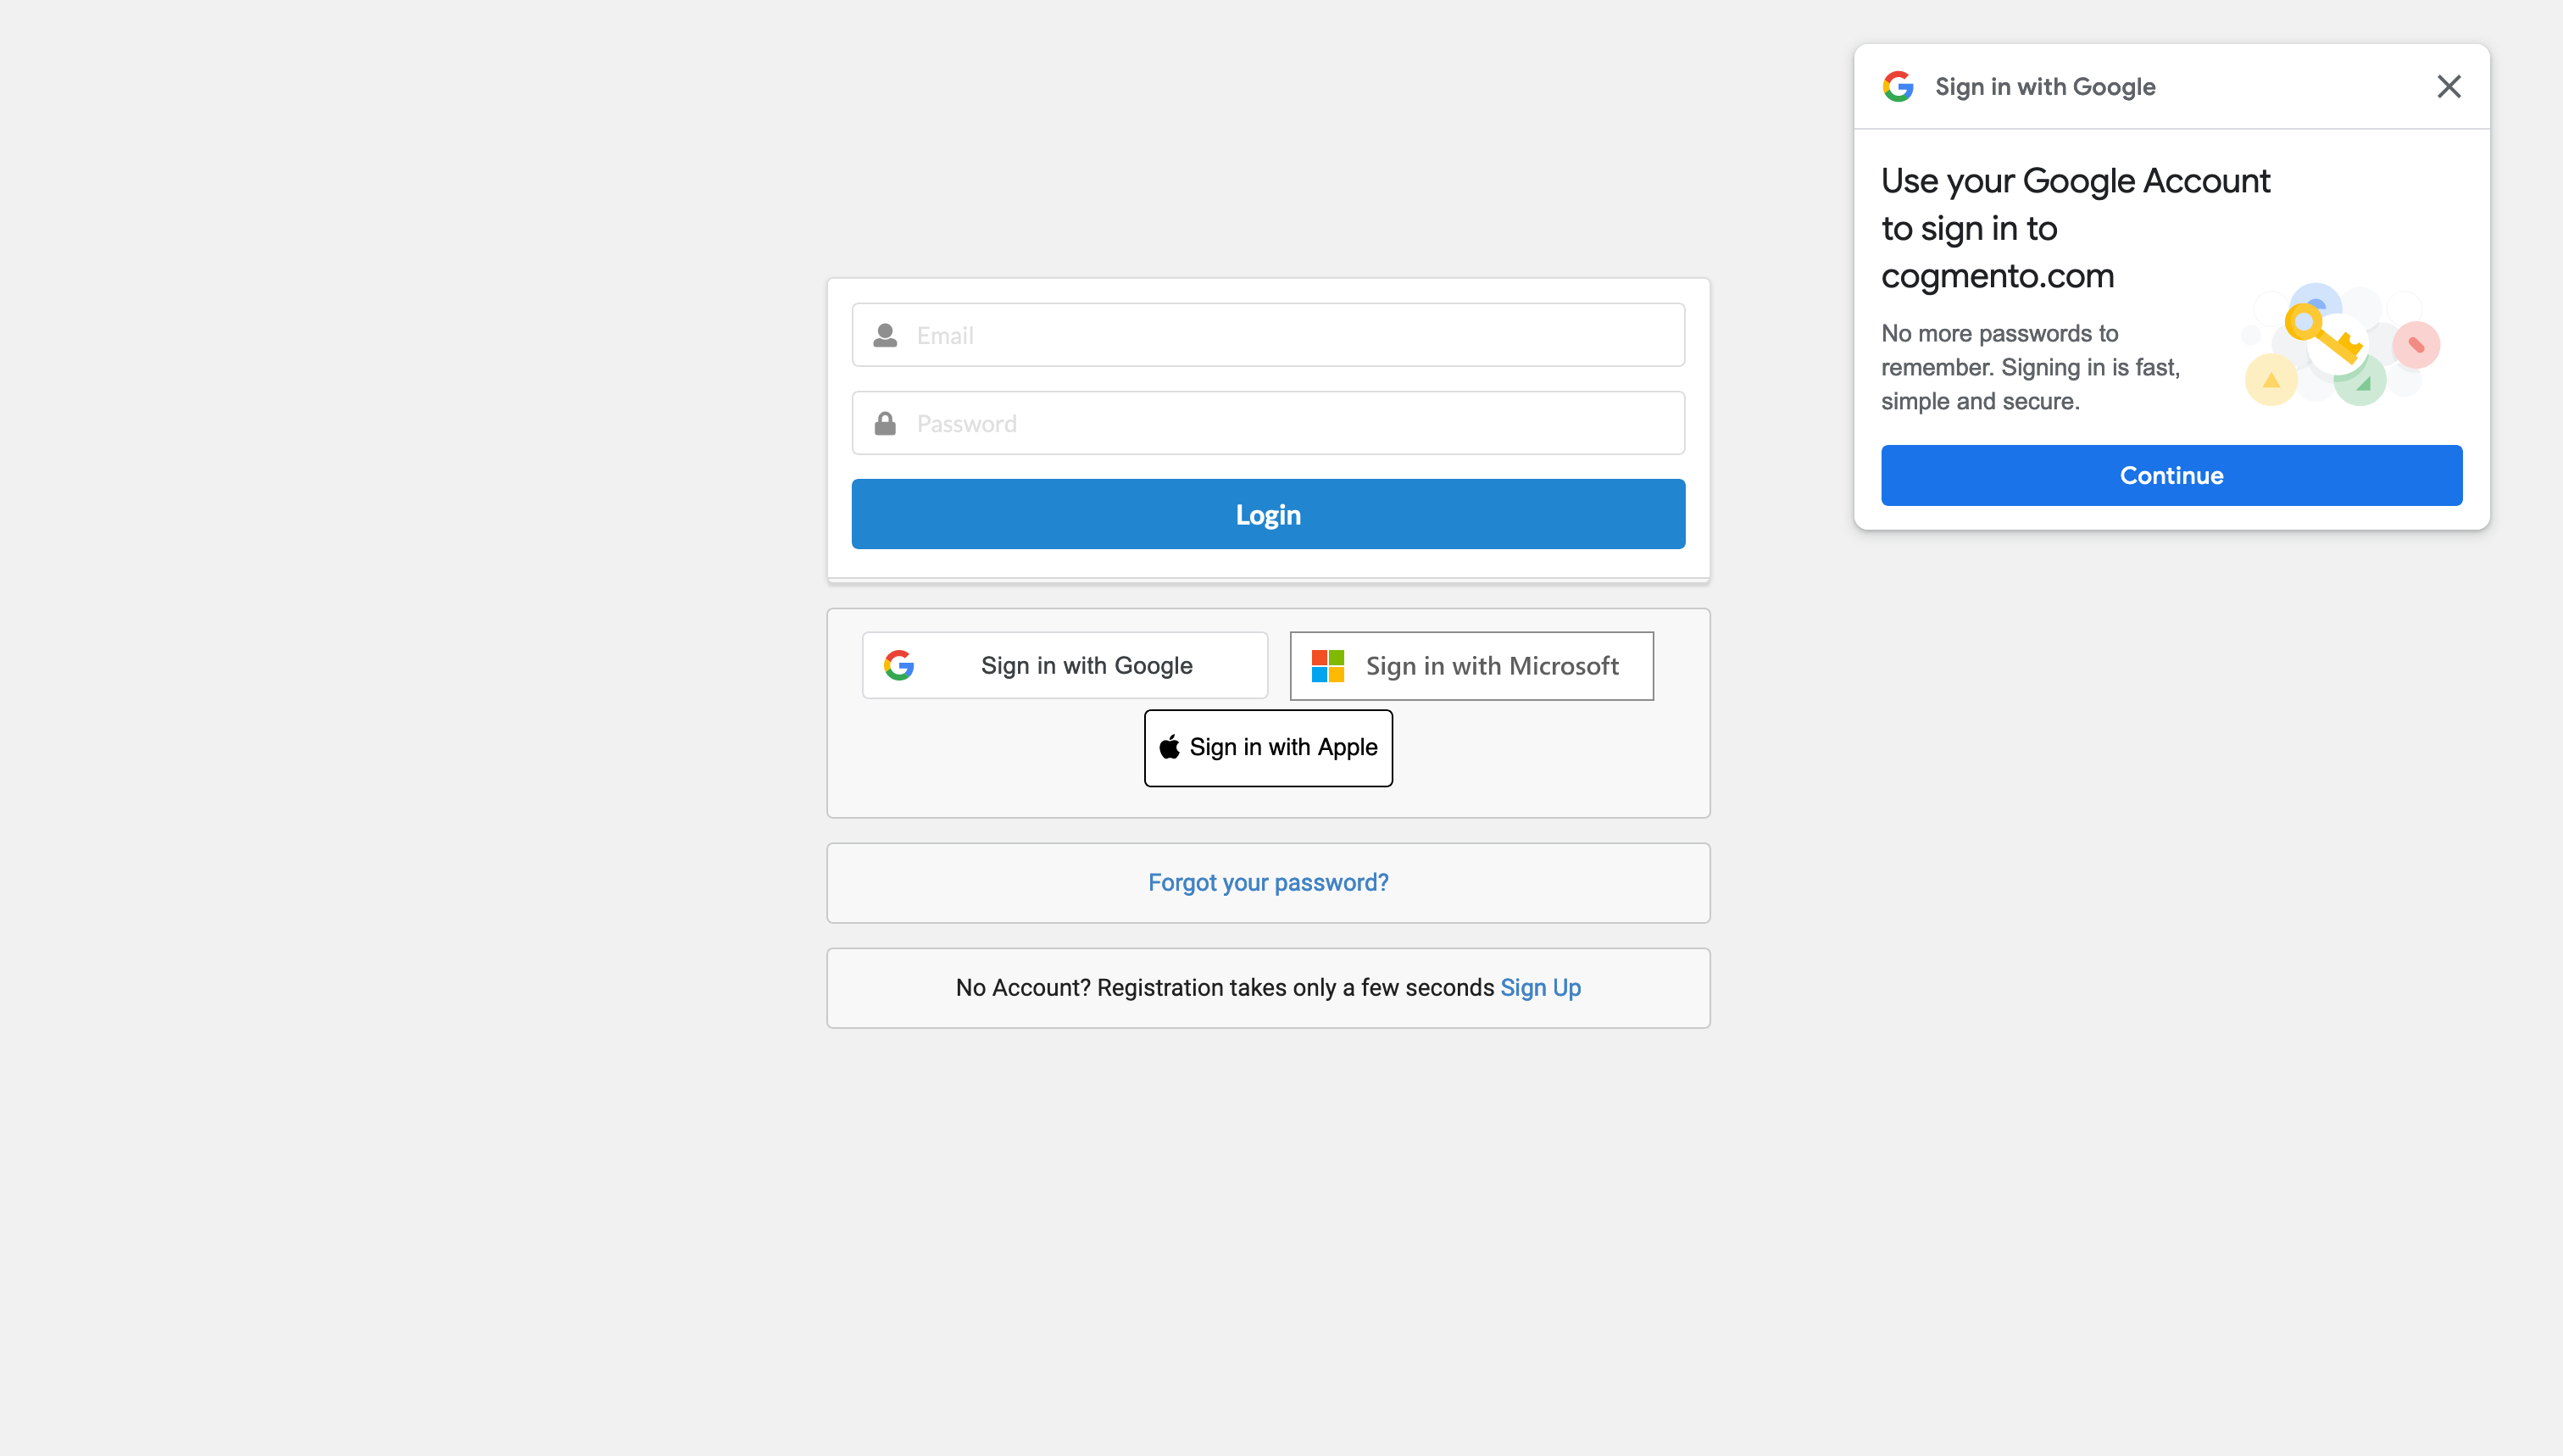 Sign in with Google
Use your Google Account
to sign in to
cogmento.com
No more passwords to
remember. Signing in is fast,
simple and secure.
Continue
Email
Password
Login
Sign in with Google
Sign in with Microsoft
Sign in with Apple
Forgot your password?
No Account? Registration takes only a few seconds Sign Up